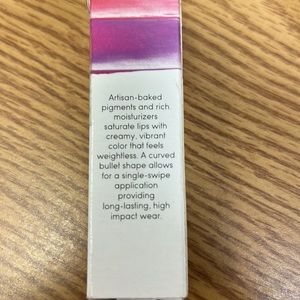 Artisan-baked
pigments and rich
moisturizers
saturate lips with
creamy, vibrant
color that feels
weightless. A curved
bullet shape allows
for a single-swipe
application
providing
long-lasting, high
impact wear.